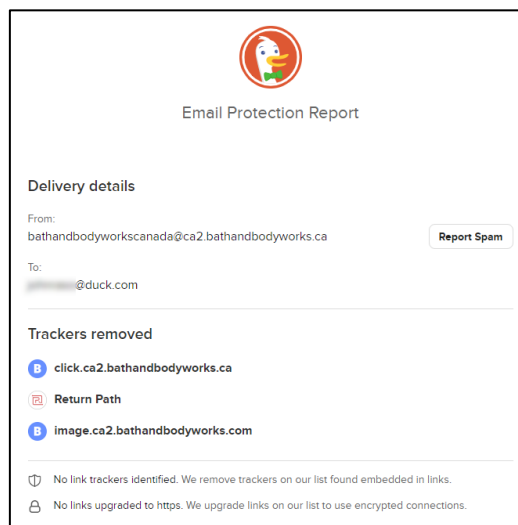 Email Protection Report
Delivery details
From:
bathandbodyworkscanada@ca2.bathandbodyworks.ca
Report Spam
To:
@duck.com
Trackers removed
B click.ca2.bathandbodyworks.ca
Return Path
B image.ca2.bathandbodyworks.com
No link trackers identified. We remove trackers on our list found embedded in links.
No links upgraded to https. We upgrade links on our list to use encrypted connections.